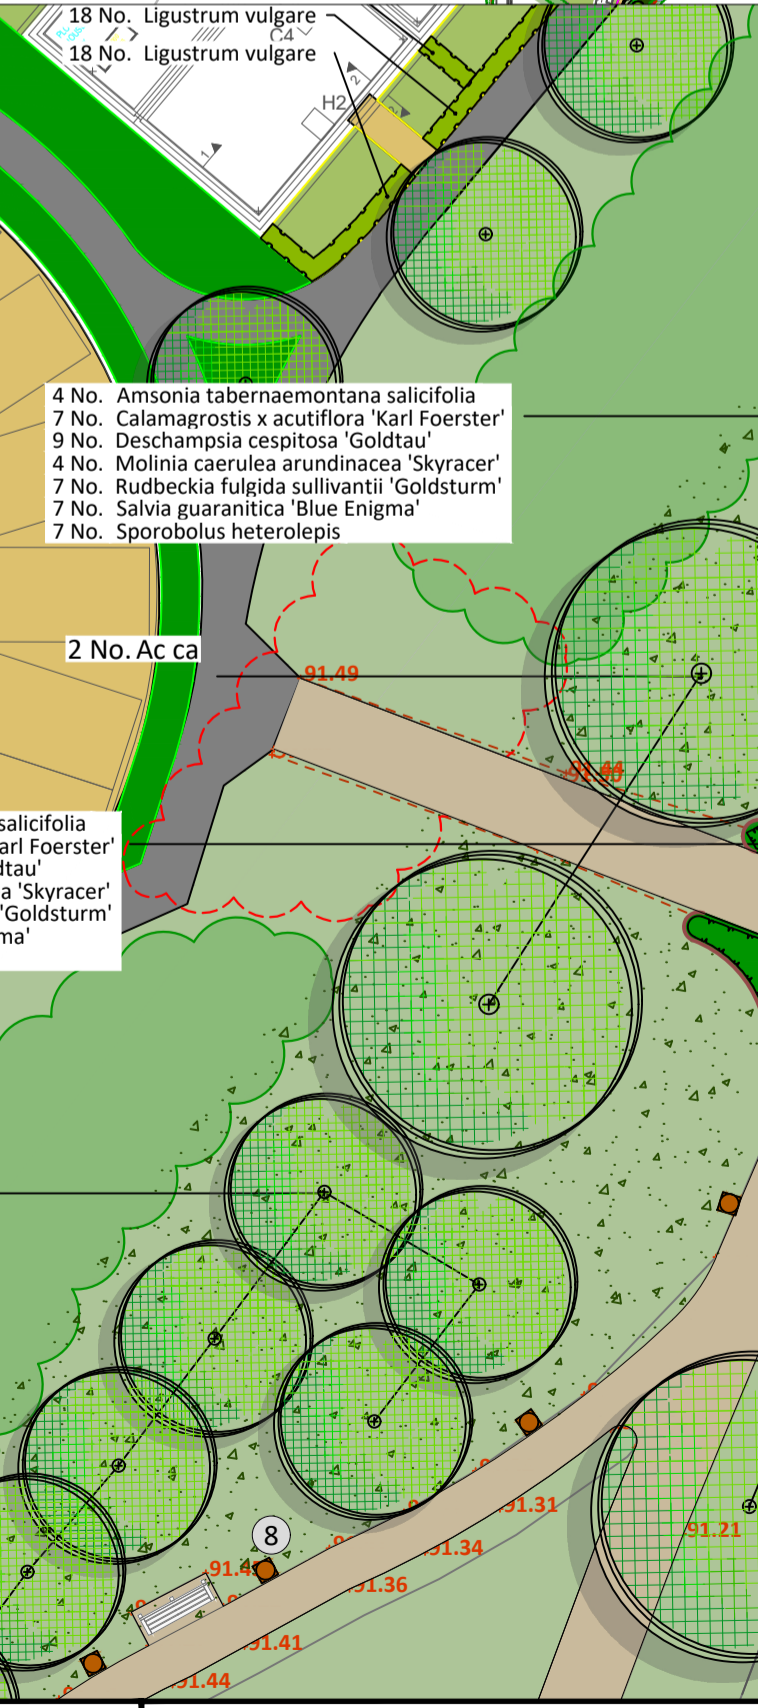 18 No. Ligustrum vulgare
C4
18 No. Ligustrum vulgare
2
H2
2
1
4 No. Amsonia tabernaemontana salicifolia
7 No. Calamagrostis x acutiflora 'Karl Foerster'
9 No. Deschampsia cespitosa 'Goldtau'
4 No. Molinia caerulea arundinacea 'Skyracer'
7 No. Rudbeckia fulgida sullivantii 'Goldsturm'
7 No. Salvia guaranitica 'Blue Enigma'
7 No. Sporobolus heterolepis
2 No. Ac ca
91.49
salicifolia
arl Foerster'
dtau'
a 'Skyracer'
'Goldsturm'
ma'
91.31
91.21
8
91.34
91.36
91.41
91.44